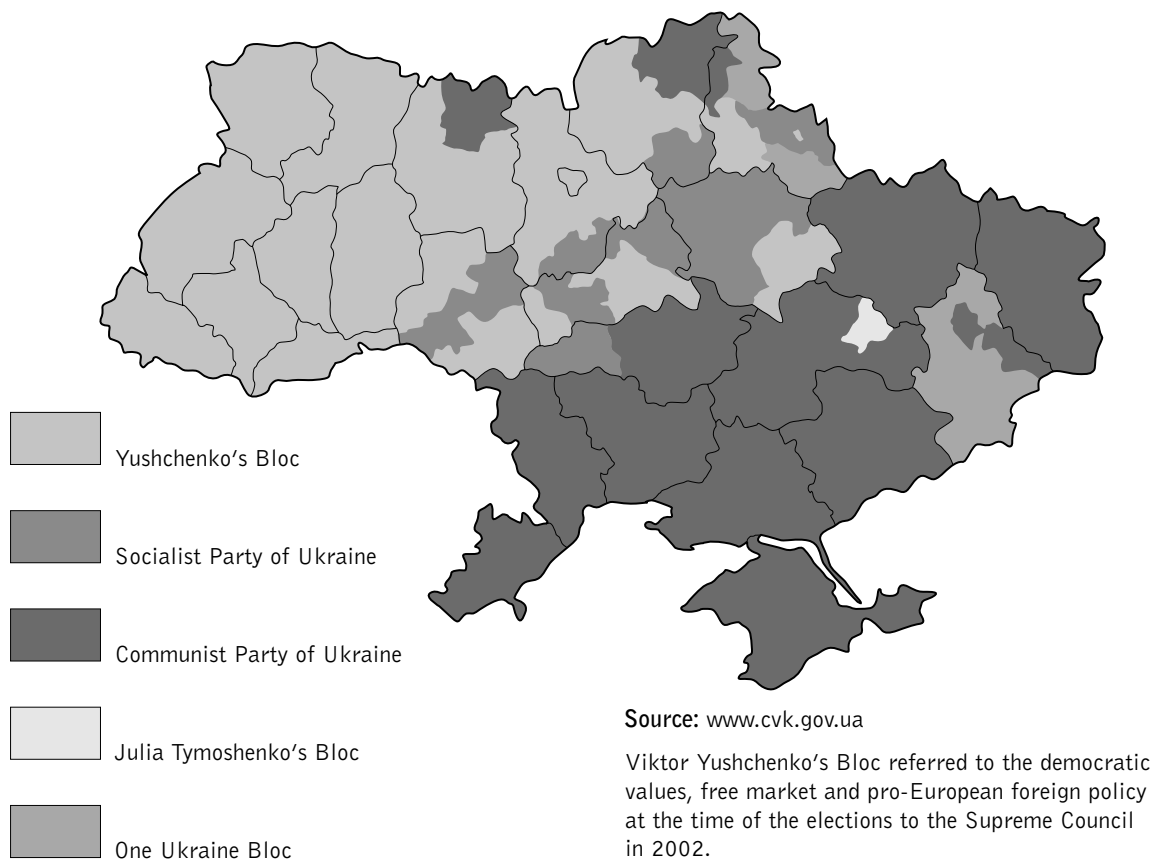 Yushchenko's Bloc
Socialist Party of Ukraine
Communist Party of Ukraine
Julia Tymoshenko's Bloc
One Ukraine Bloc
Source: www.cvk.gov.ua
Viktor Yushchenko's Bloc referred to the democratic
values, free market and pro-European foreign policy
at the time of the elections to the Supreme Council
in 2002.